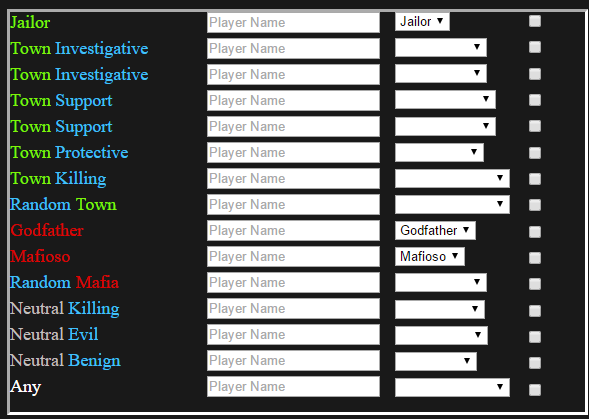 Jailor Player Name Jailor
Town Investigative Player Name
Town Investigative Player Name
Town Support Player Name
Town Support Player Name
Town Protective Player Name
Town Killing Player Name
Random Town Player Name
Godfather Player Name Godfather
Mafioso Player Name Mafioso
Random Mafia Player Name
Neutral Killing Player Name
Neutral Evil Player Name
Neutral Benign Player Name
Any Player Name